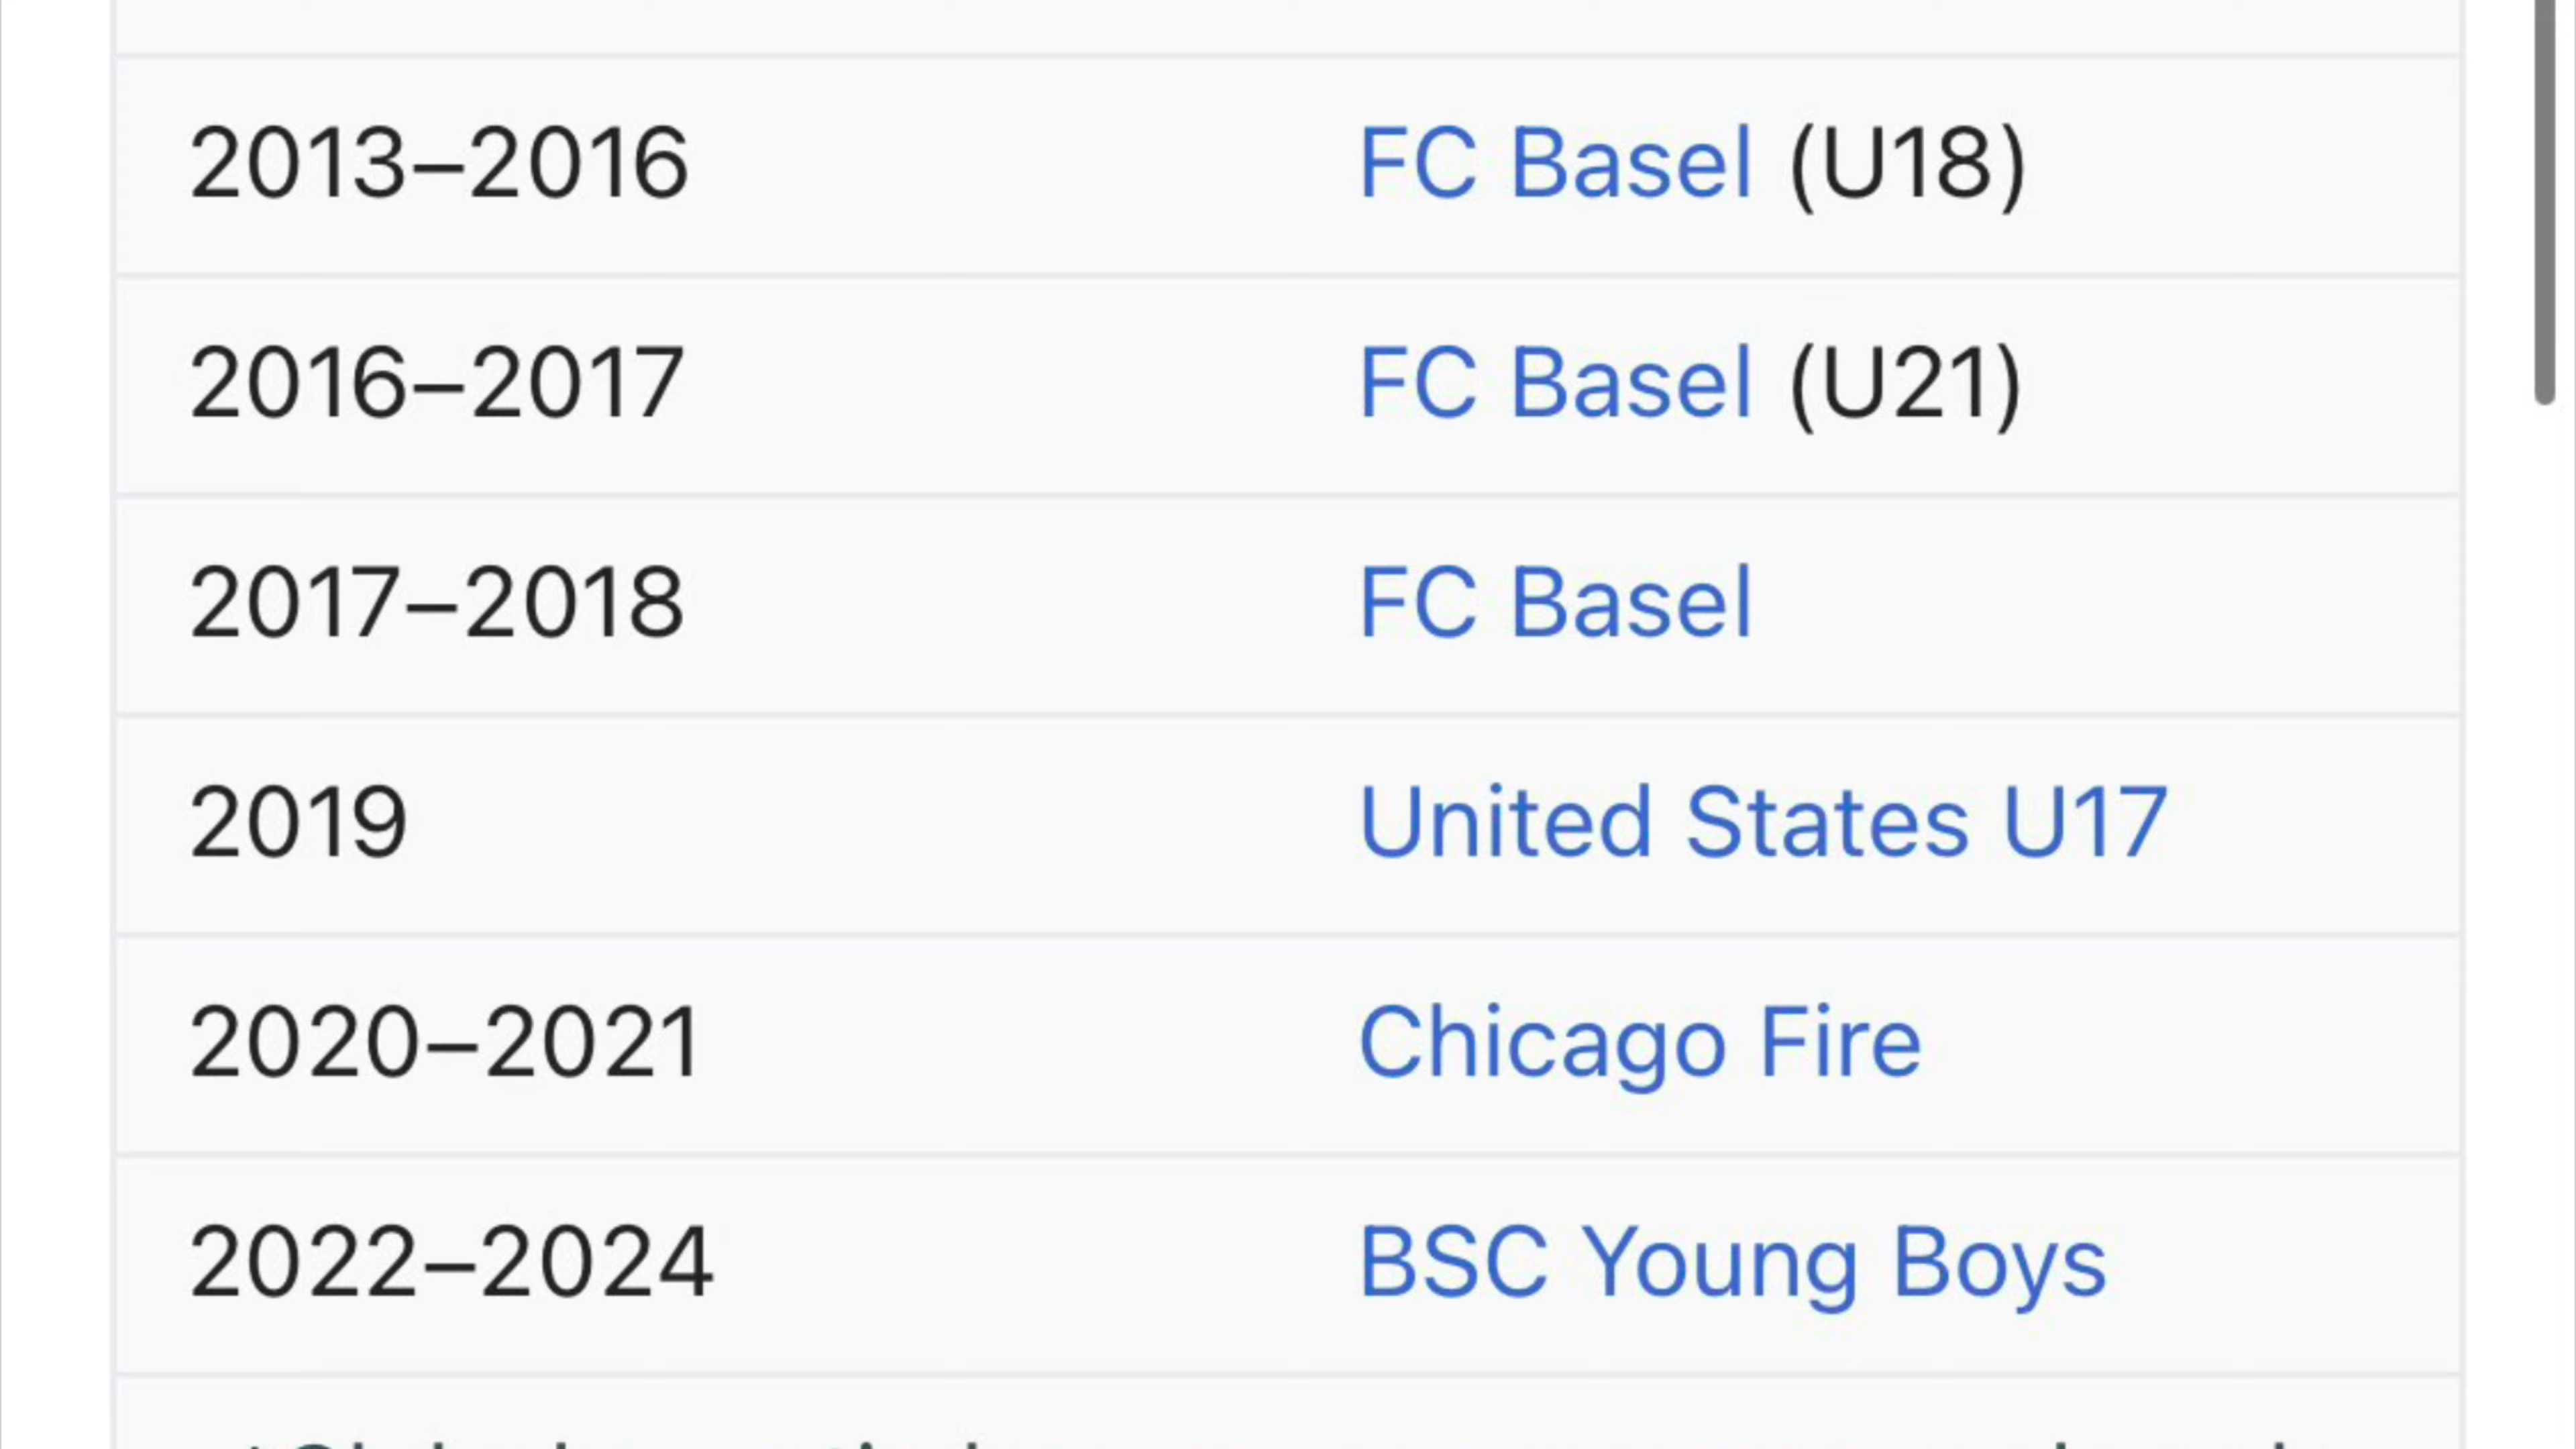 2013–2016 FC Basel (U18)
2016–2017 FC Basel (U21)
2017–2018 FC Basel
2019 United States U17
2020–2021 Chicago Fire
2022–2024 BSC Young Boys